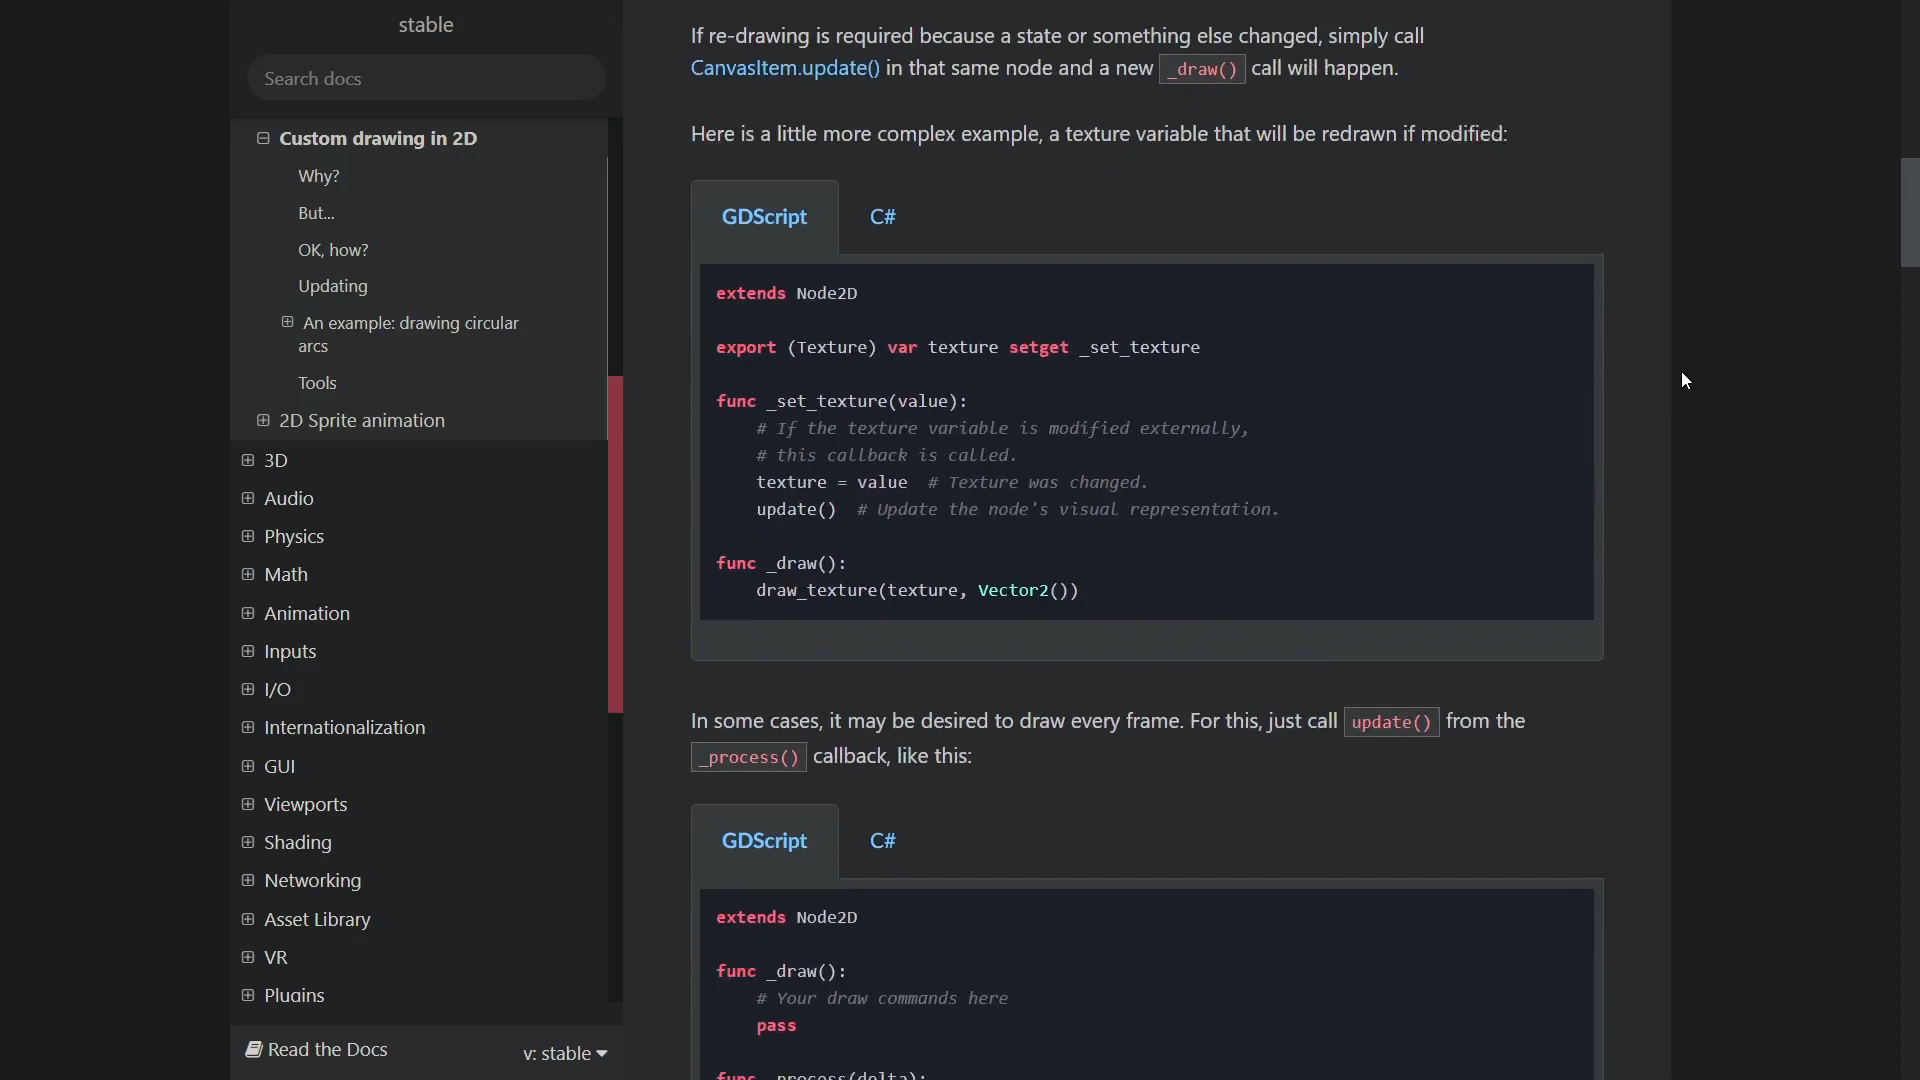 stable
Search docs
Custom drawing in 2D
Why?
But...
OK, how?
Updating
An example: drawing circular
arcs
Tools
2D Sprite animation
3D
Audio
Physics
Math
Animation
Inputs
I/O
Internationalization
GUI
Viewports
Shading
Networking
Asset Library
VR
Plugins
Read the Docs
v: stable
If re-drawing is required because a state or something else changed, simply call
CanvasItem.update() in that same node and a new _draw() call will happen.
Here is a little more complex example, a texture variable that will be redrawn if modified:
GDScript C#
extends Node2D
export (Texture) var texture setget _set_texture
func _set_texture(value):
# If the texture variable is modified externally,
# this callback is called.
texture = value # Texture was changed.
update() # Update the node's visual representation.
func _draw():
draw_texture(texture, Vector2())
In some cases, it may be desired to draw every frame. For this, just call update() from the
_process() callback, like this:
GDScript C#
extends Node2D
func _draw():
# Your draw commands here
pass
func _process(delta):